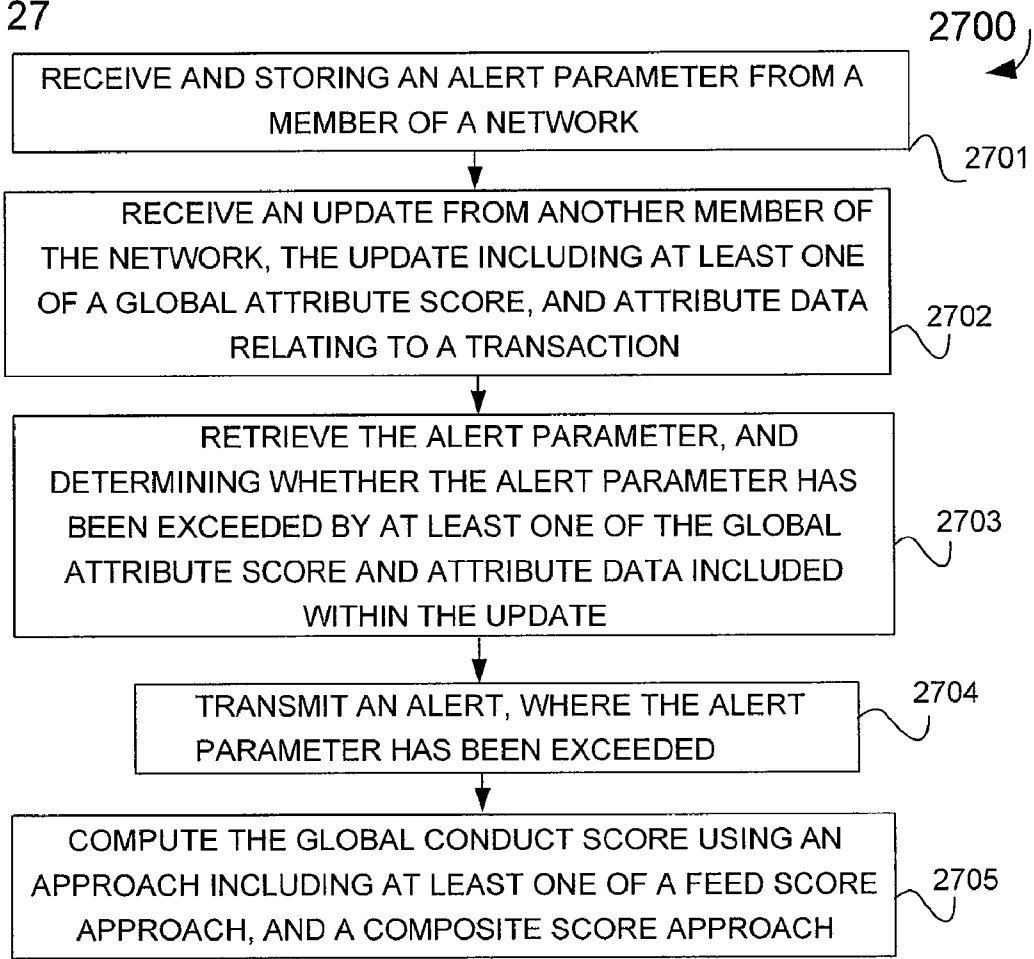 27
2700
RECEIVE AND STORING AN ALERT PARAMETER FROM A
MEMBER OF A NETWORK
2701
RECEIVE AN UPDATE FROM ANOTHER MEMBER OF
THE NETWORK, THE UPDATE INCLUDING AT LEAST ONE
OF A GLOBAL ATTRIBUTE SCORE, AND ATTRIBUTE DATA
RELATING TO A TRANSACTION
2702
RETRIEVE THE ALERT PARAMETER, AND
DETERMINING WHETHER THE ALERT PARAMETER HAS
BEEN EXCEEDED BY AT LEAST ONE OF THE GLOBAL
ATTRIBUTE SCORE AND ATTRIBUTE DATA INCLUDED
WITHIN THE UPDATE
2703
TRANSMIT AN ALERT, WHERE THE ALERT
PARAMETER HAS BEEN EXCEEDED
2704
COMPUTE THE GLOBAL CONDUCT SCORE USING AN
APPROACH INCLUDING AT LEAST ONE OF A FEED SCORE
APPROACH, AND A COMPOSITE SCORE APPROACH
2705